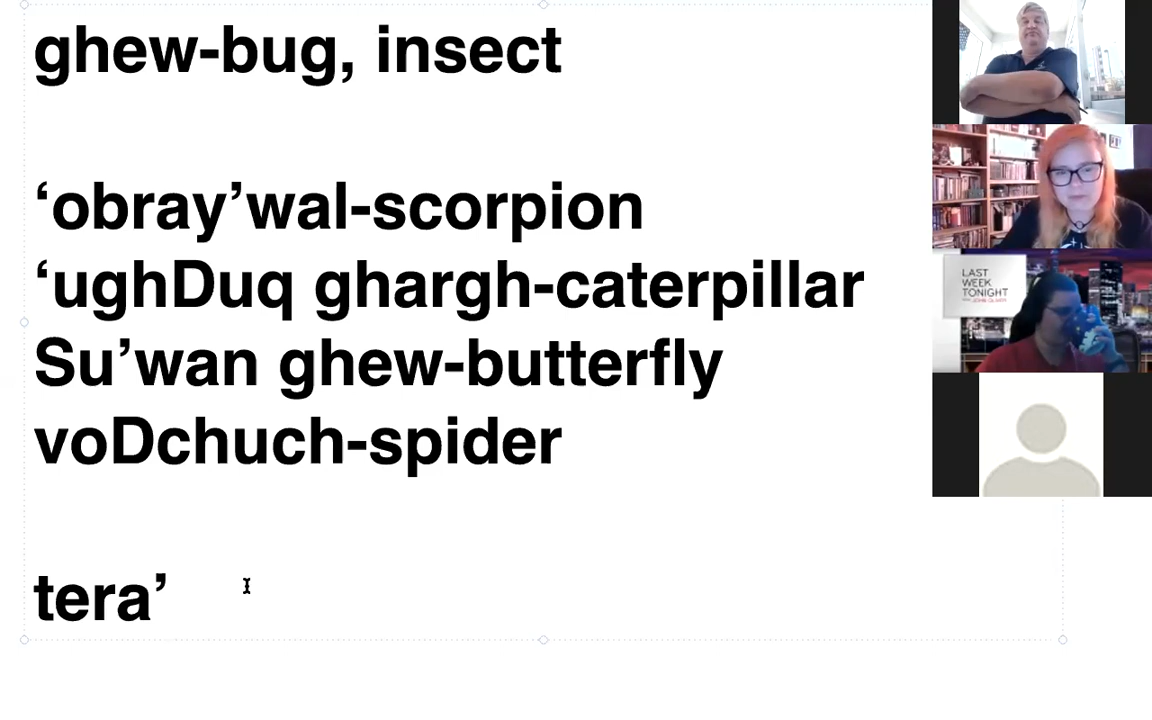 ghew-bug, insect
‘obray’wal-scorpion
‘ughDuq ghargh-caterpillar
Su’wan ghew-butterfly
voDchuch-spider
tera’
LAST
WEEK
TONIGHT